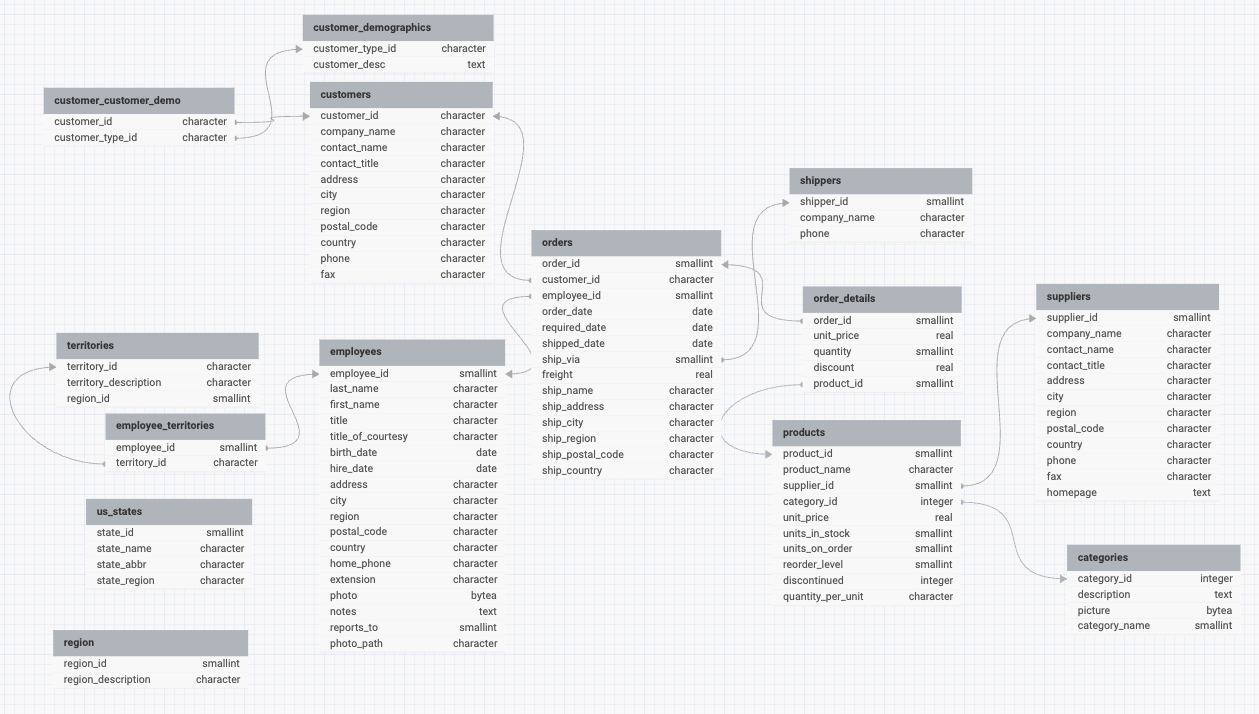 customer_demographics
customer_type_id character
customer_desc text
customer_customer_demo
customer_id character
customer_type_id character
customers
customer_id character
company_name character
contact_name character
contact_title character
address character
city character
region character
postal_code character
country character
phone character
fax character
shippers
shipper_id smallint
company_name character
phone character
orders
order_id smallint
customer_id character
employee_id smallint
order_date date
required_date date
shipped_date date
ship_via smallint
freight real
ship_name character
ship_address character
ship_city character
ship_region character
ship_postal_code character
ship_country character
order_details
order_id smallint
unit_price real
quantity smallint
discount real
product_id smallint
suppliers
supplier_id smallint
company_name character
contact_name character
contact_title character
address character
city character
region character
postal_code character
country character
phone character
fax character
homepage text
territories
territory_id character
territory_description character
region_id smallint
employees
employee_id smallint
last_name character
first_name character
title character
title_of_courtesy character
birth_date date
hire_date date
address character
city character
region character
postal_code character
country character
home_phone character
extension character
photo bytea
notes text
reports_to smallint
photo_path character
employee_territories
employee_id smallint
territory_id character
products
product_id smallint
product_name character
supplier_id smallint
category_id integer
unit_price real
units_in_stock smallint
units_on_order smallint
reorder_level smallint
discontinued integer
quantity_per_unit character
us_states
state_id smallint
state_name character
state_abbr character
state_region character
categories
category_id integer
description text
picture bytea
category_name smallint
region
region_id smallint
region_description character